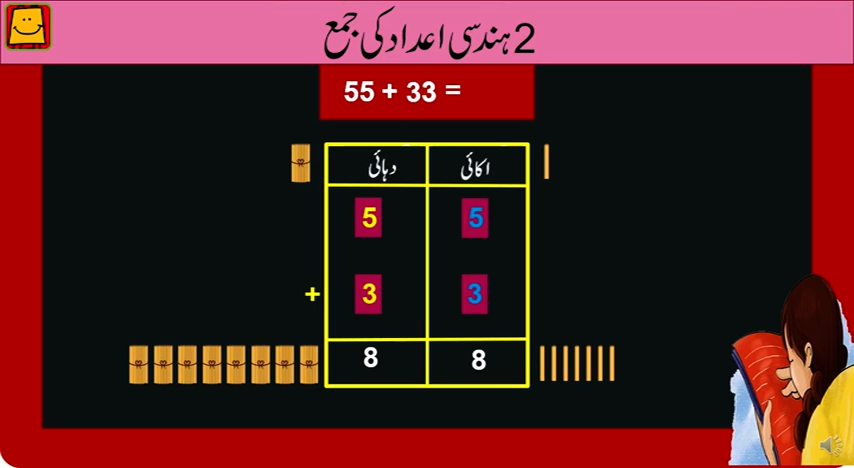 2 ہندسی اعداد کی جمع
55 + 33 =
دہائی اکائی
5 5
+ 3 3
8 8